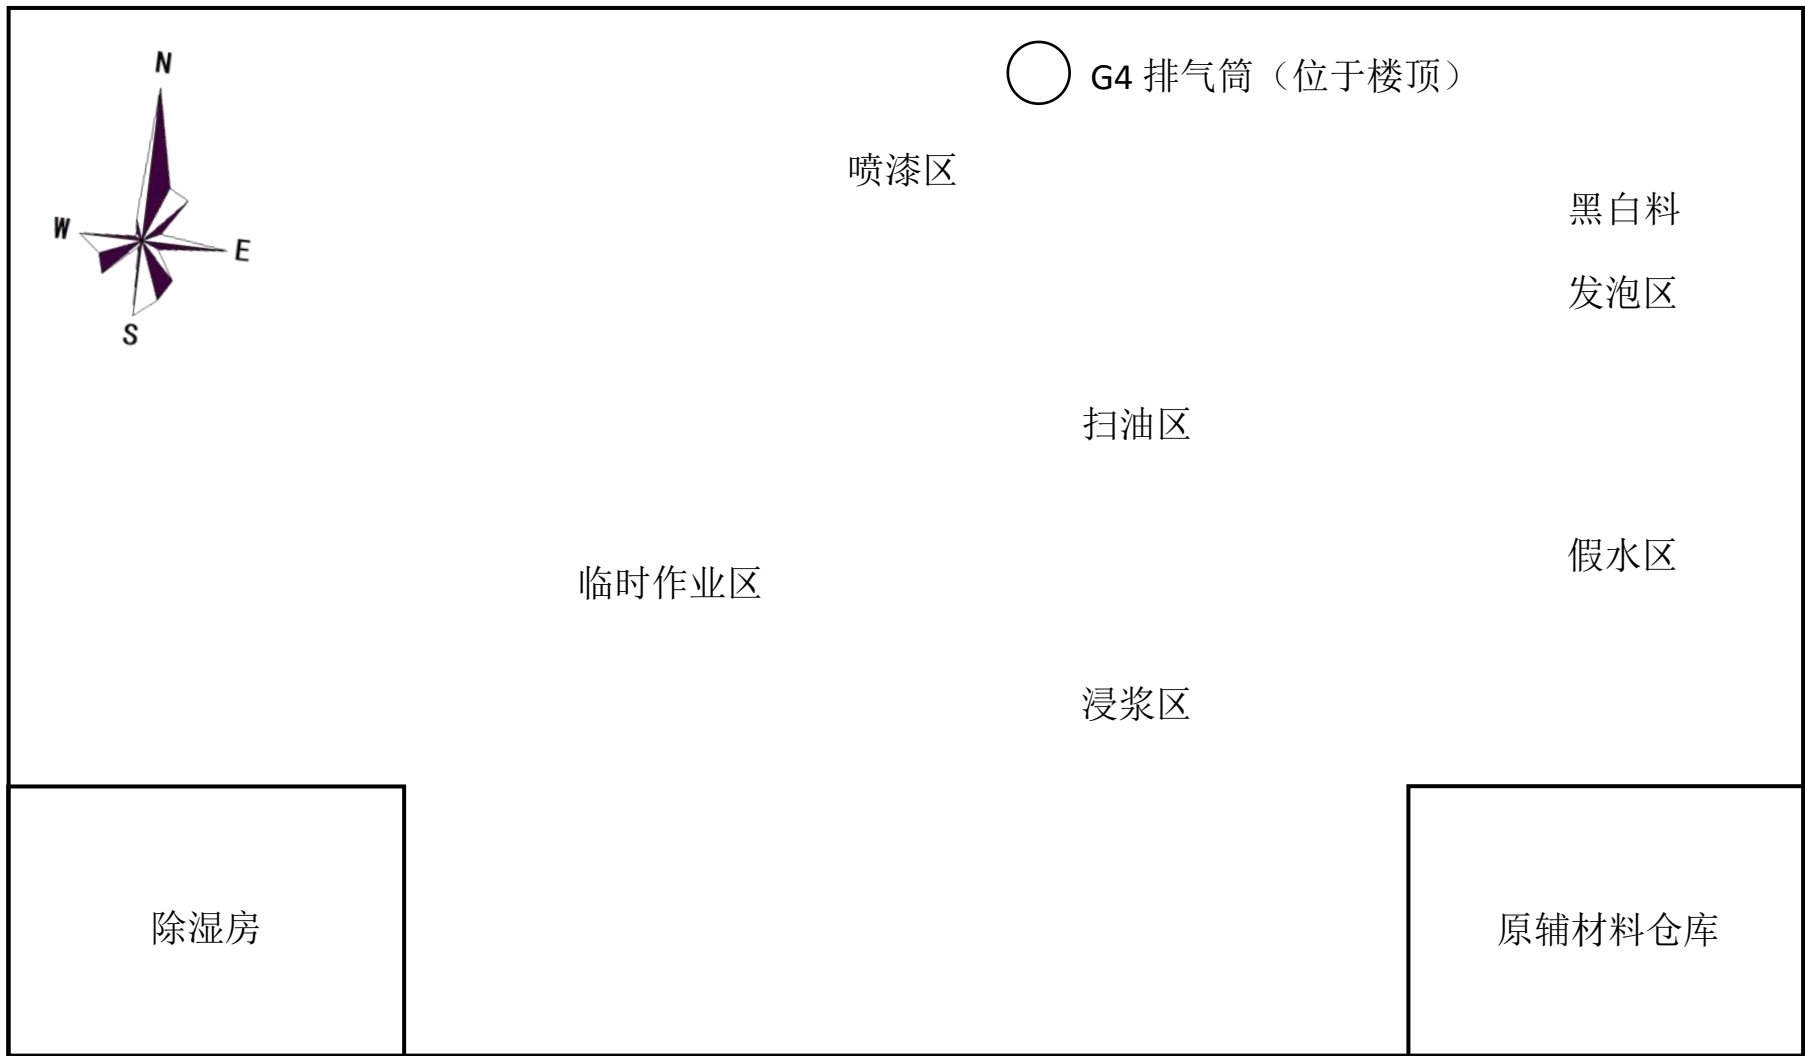 N
G4 排气筒（位于楼顶）
喷漆区
黑白料
W
E
发泡区
S
扫油区
假水区
临时作业区
浸浆区
除湿房
原辅材料仓库